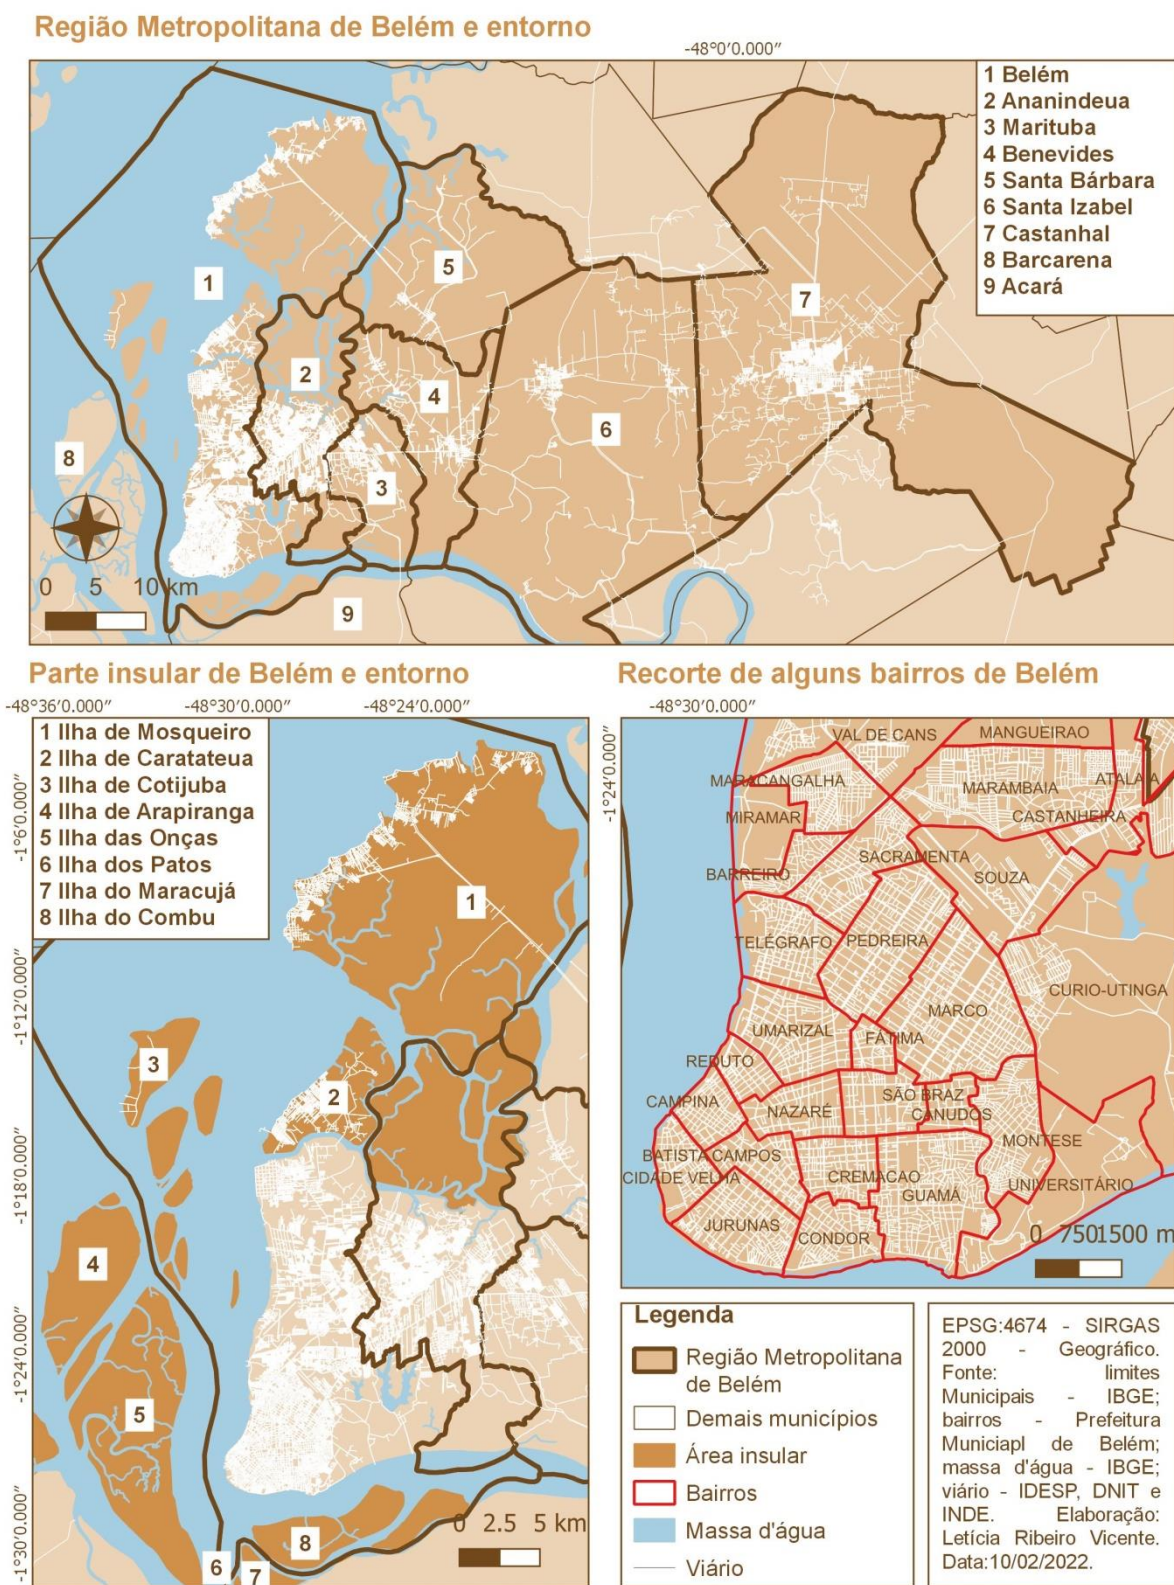 Região Metropolitana de Belém e entorno
-48°0'0.000"
1 Belém
2 Ananindeua
3 Marituba
4 Benevides
5 Santa Bárbara
6 Santa Izabel
7 Castanhal
8 Barcarena
9 Acará
1
5
7
2
4
6
8
3
9
0 5 10 km
Parte insular de Belém e entorno
-48°36'0.000" -48°30'0.000" -48°24'0.000"
1 Ilha de Mosqueiro
2 Ilha de Caratateua
3 Ilha de Cotijuba
4 Ilha de Arapiranga
5 Ilha das Onças
6 Ilha dos Patos
7 Ilha do Maracujá
8 Ilha do Combu
-1°6'0.000"
-1°12'0.000"
-1°18'0.000"
-1°24'0.000"
-1°30'0.000"
1
3
2
4
5
8
6
7
0 2.5 5 km
Recorte de alguns bairros de Belém
-48°30'0.000"
-1°24'0.000"
VAL DE CANS
MANGUEIRAO
MARACANGALHA
MARAMBAIA
ATALAIA
MIRAMAR
CASTANHEIRA
SACRAMENTA
BARREIRO
SOUZA
TELÉGRAFO
PEDREIRA
CURIO-UTINGA
MARCO
UMARIZAL
FÁTIMA
REDUTO
CAMPINA
NAZARÉ
SÃO BRAZ
CANUDOS
MONTESE
BATISTA CAMPOS
CIDADE VELHA
CREMACAO
GUAMÁ
UNIVERSITÁRIO
JURUNAS
CONDOR
0 7501500 m
Legenda
Região Metropolitana
de Belém
Demais municípios
Área insular
Bairros
Massa d'água
Viário
EPSG:4674 - SIRGAS
2000 - Geográfico.
Fonte: limites
Municipais - IBGE;
bairros - Prefeitura
Municiapl de Belém;
massa d'água - IBGE;
viário - IDESP, DNIT e
INDE. Elaboração:
Letícia Ribeiro Vicente.
Data:10/02/2022.